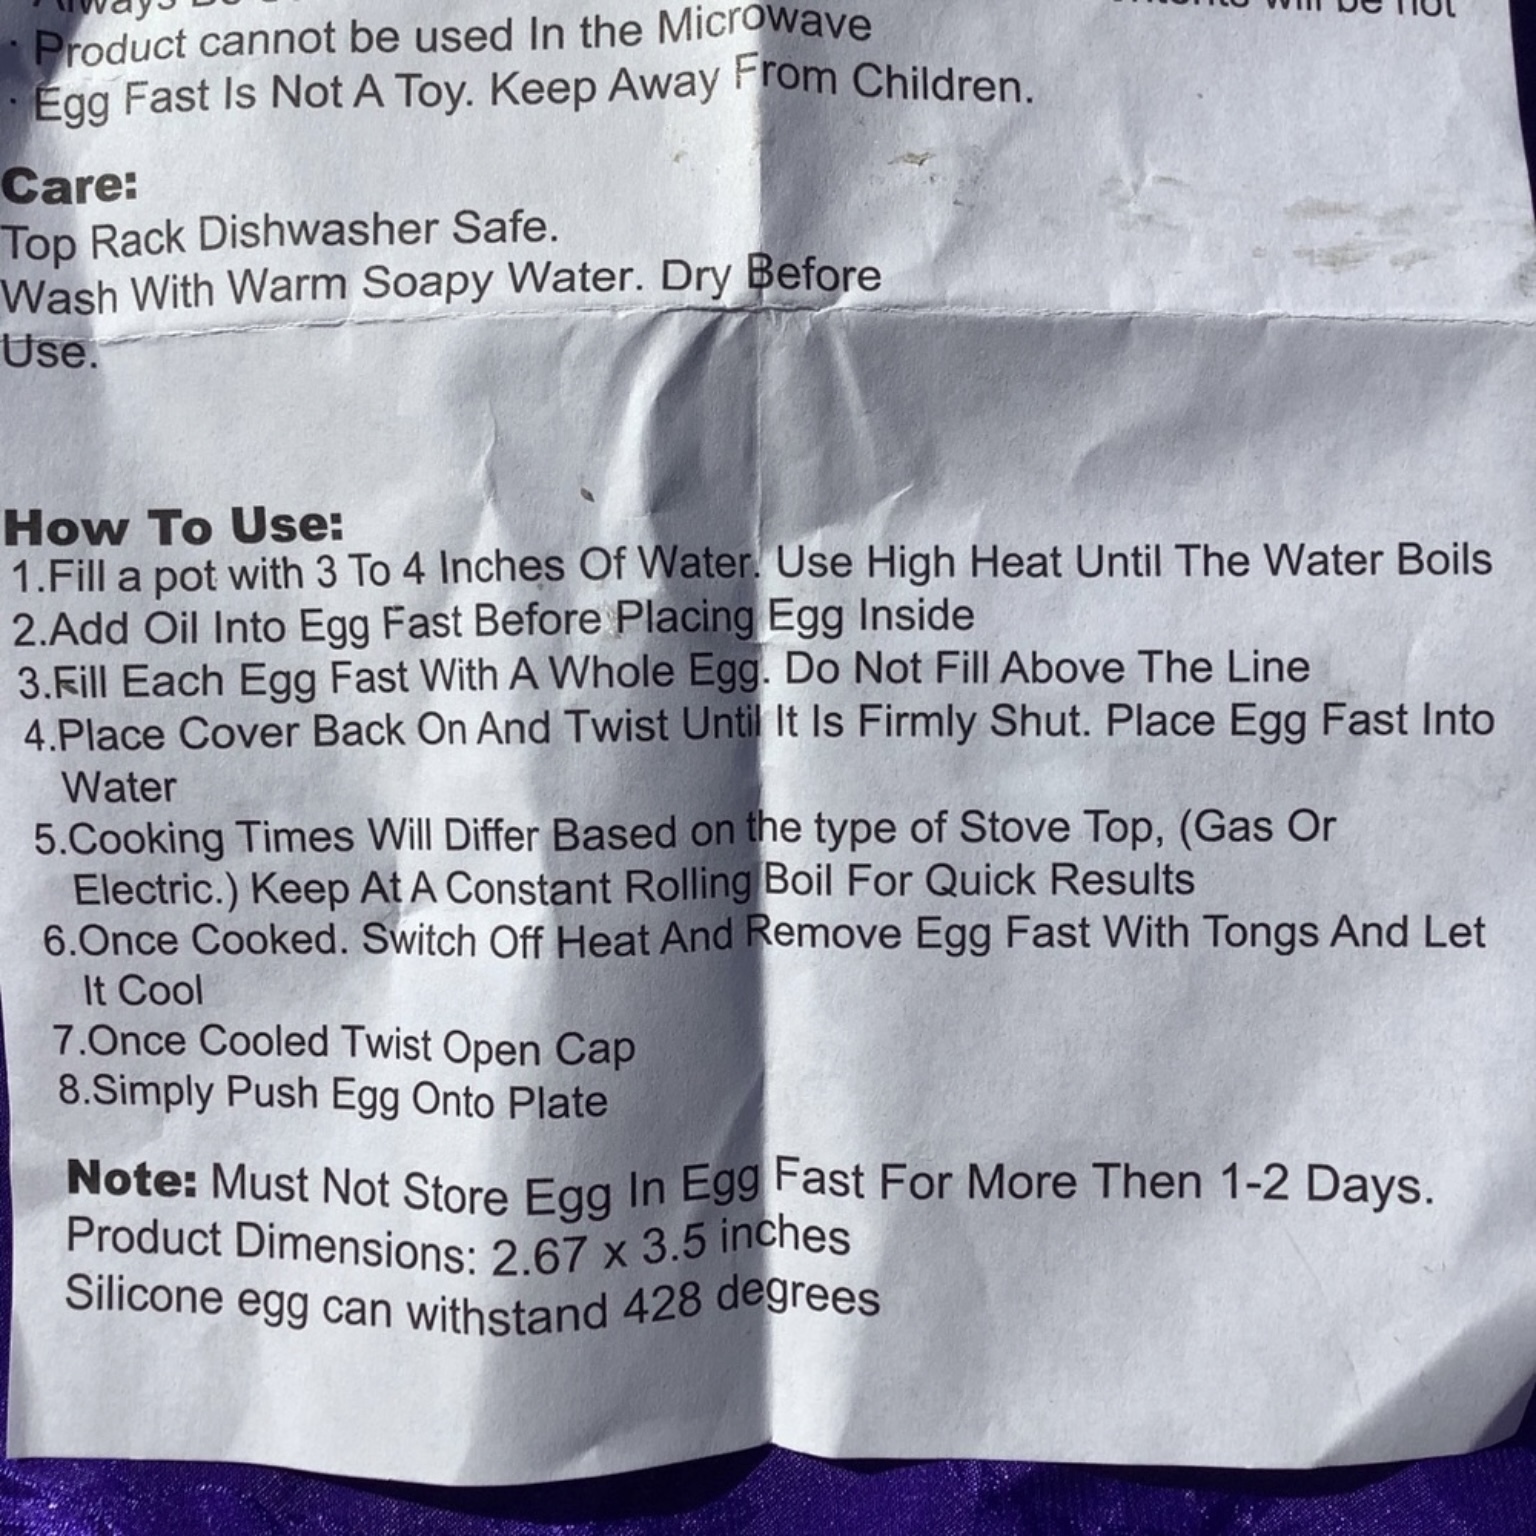 Always
will be hot
· Product cannot be used In the Microwave
· Egg Fast Is Not A Toy. Keep Away From Children.
Care:
Top Rack Dishwasher Safe.
Wash With Warm Soapy Water. Dry Before
Use.
How To Use:
1.Fill a pot with 3 To 4 Inches Of Water. Use High Heat Until The Water Boils
2.Add Oil Into Egg Fast Before Placing Egg Inside
3.Fill Each Egg Fast With A Whole Egg. Do Not Fill Above The Line
4.Place Cover Back On And Twist Until It Is Firmly Shut. Place Egg Fast Into
Water
5.Cooking Times Will Differ Based on the type of Stove Top, (Gas Or
Electric.) Keep At A Constant Rolling Boil For Quick Results
6.Once Cooked. Switch Off Heat And Remove Egg Fast With Tongs And Let
It Cool
7.Once Cooled Twist Open Cap
8.Simply Push Egg Onto Plate
Note: Must Not Store Egg In Egg Fast For More Then 1-2 Days.
Product Dimensions: 2.67 x 3.5 inches
Silicone egg can withstand 428 degrees